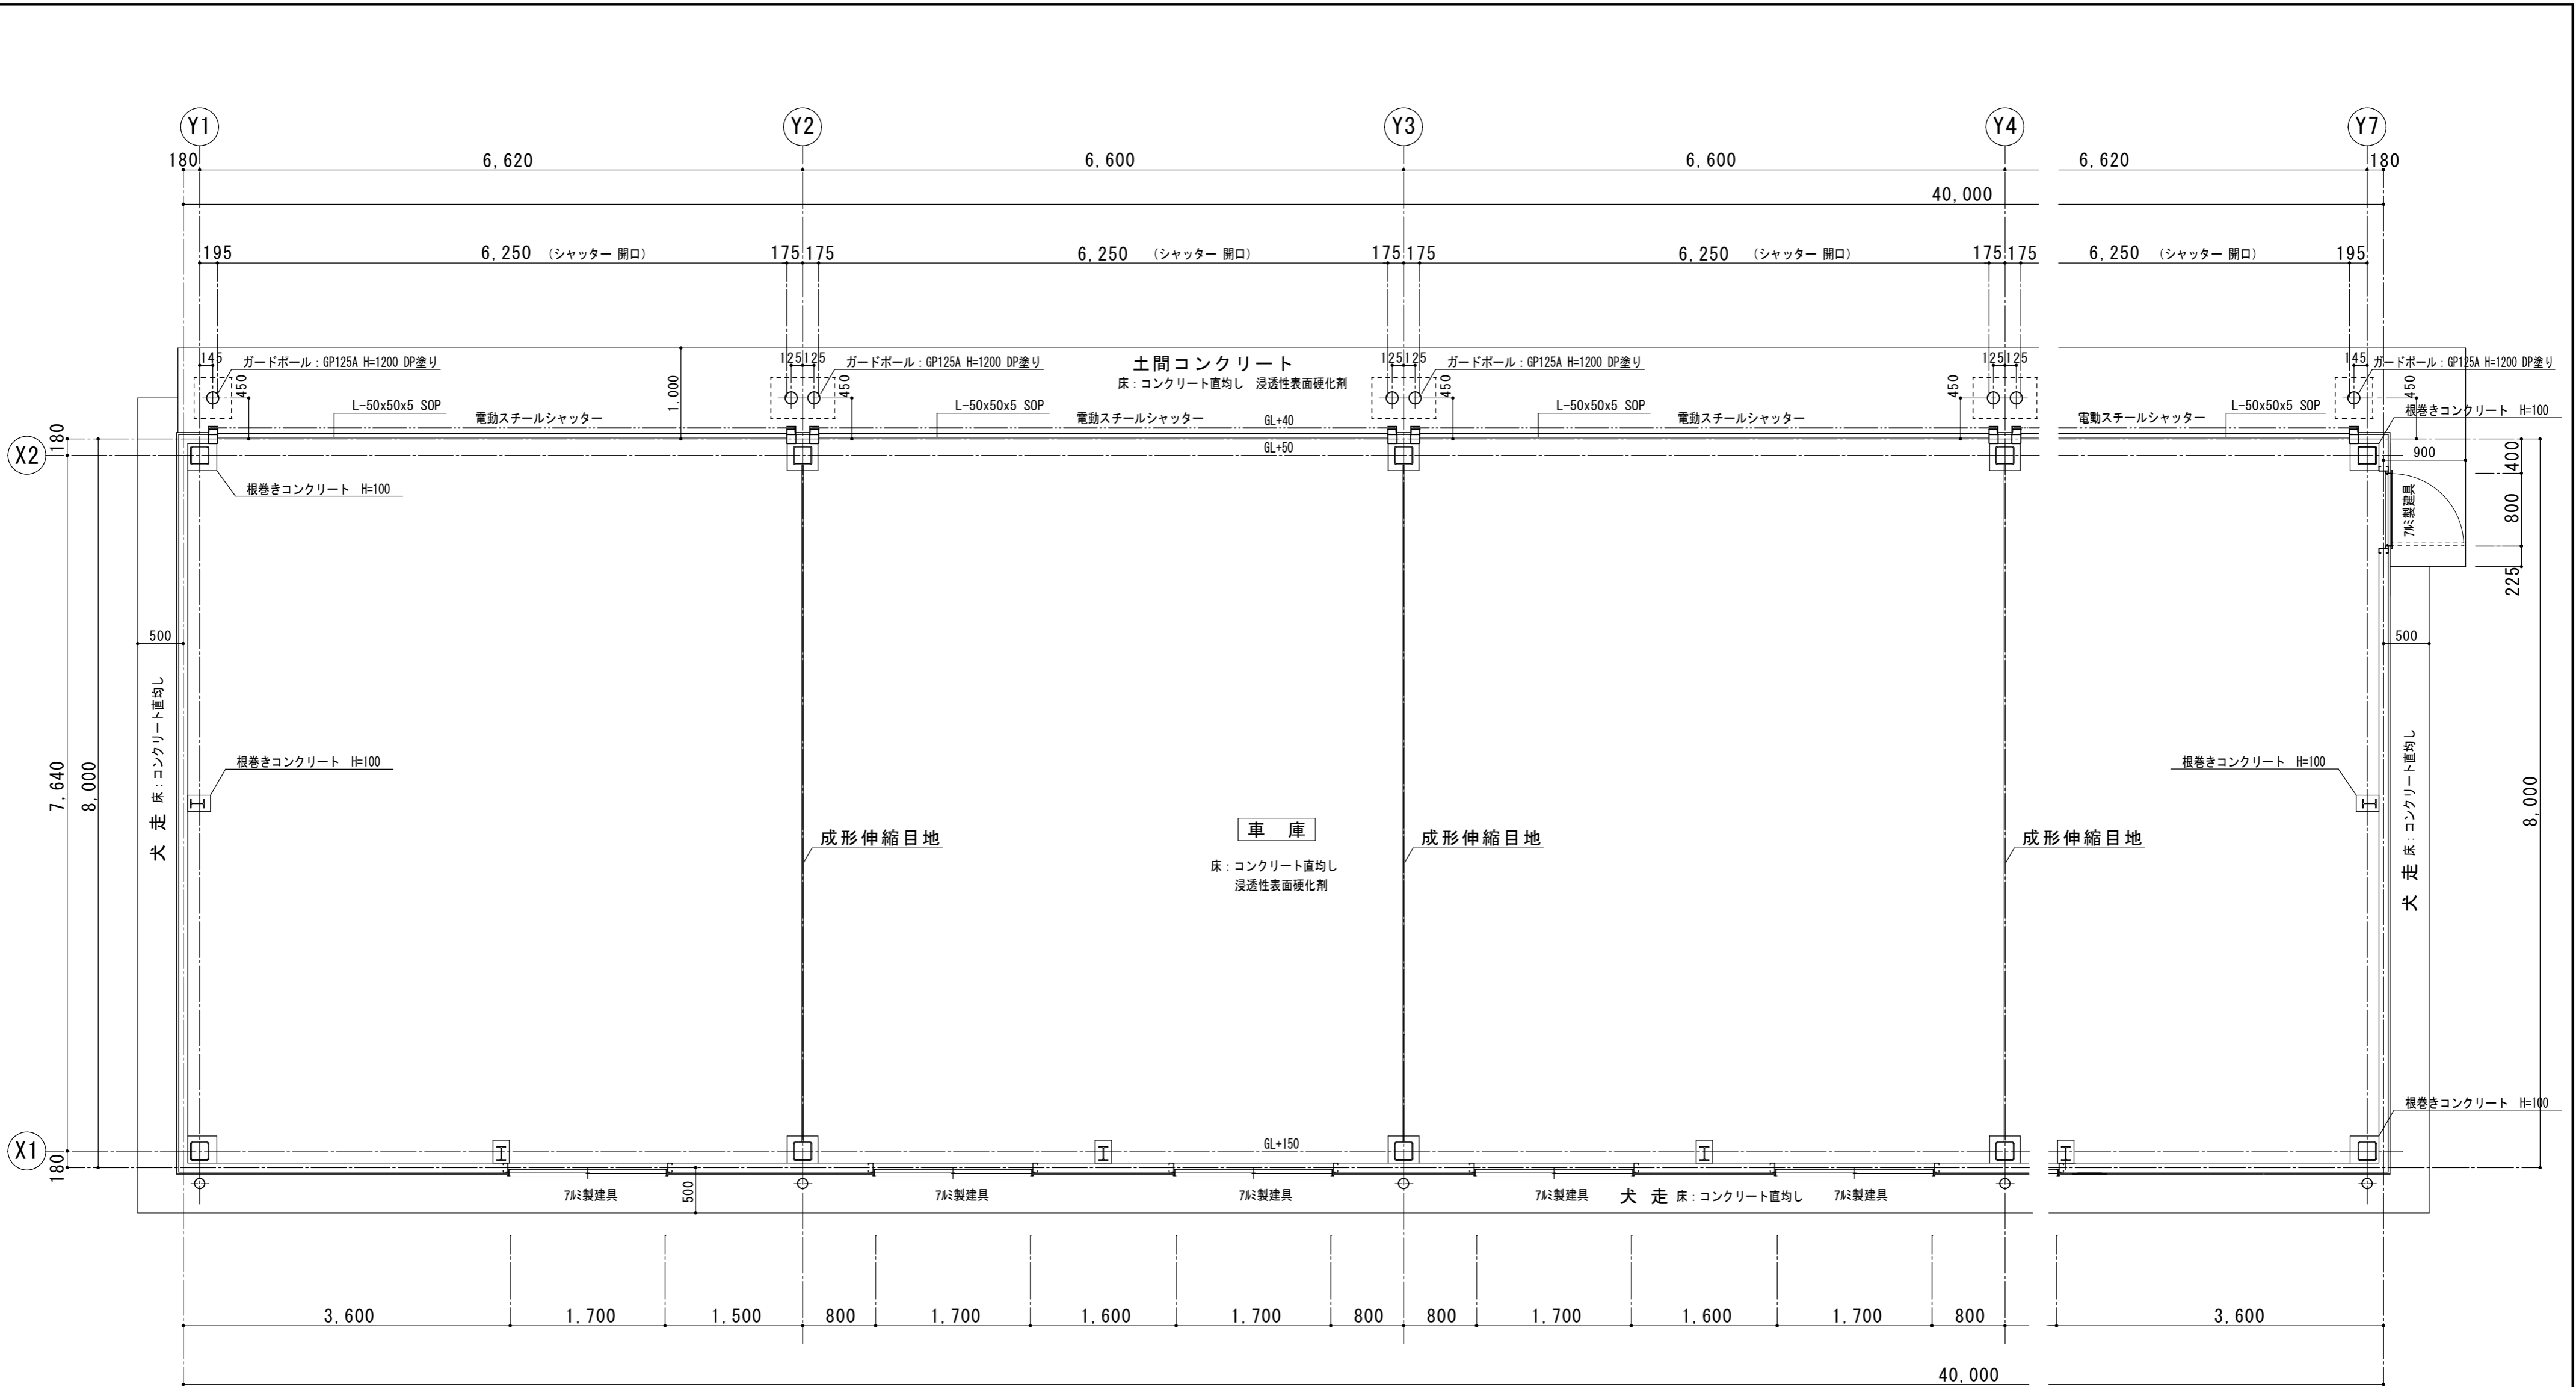 Y1
Y2
Y3
Y4
Y7
180
6,620
6,600
6,600
6,620
180
40,000
195
6,250 (シャッター 開口)
175
175
6,250 (シャッター 開口)
175
175
6,250 (シャッター 開口)
175
175
6,250 (シャッター 開口)
195
145
ガードポール：GP125A H=1200 DP塗り
450
1,000
125
125
ガードポール：GP125A H=1200 DP塗り
450
土間コンクリート
床：コンクリート直均し 浸透性表面硬化剤
125
125
ガードポール：GP125A H=1200 DP塗り
450
125
125
450
145
ガードポール：GP125A H=1200 DP塗り
450
L-50x50x5 SOP
電動スチールシャッター
L-50x50x5 SOP
電動スチールシャッター
GL+40
L-50x50x5 SOP
電動スチールシャッター
電動スチールシャッター
L-50x50x5 SOP
根巻きコンクリート H=100
X2
180
GL+50
900
400
根巻きコンクリート H=100
アルミ製建具
800
225
500
500
犬 走 床：コンクリート直均し
犬 走 床：コンクリート直均し
根巻きコンクリート H=100
根巻きコンクリート H=100
7,640
8,000
8,000
成形伸縮目地
車 庫
成形伸縮目地
成形伸縮目地
床：コンクリート直均し
浸透性表面硬化剤
根巻きコンクリート H=100
X1
180
GL+150
アルミ製建具
500
アルミ製建具
アルミ製建具
アルミ製建具
犬 走 床：コンクリート直均し
アルミ製建具
3,600
1,700
1,500
800
1,700
1,600
1,700
800
800
1,700
1,600
1,700
800
3,600
40,000